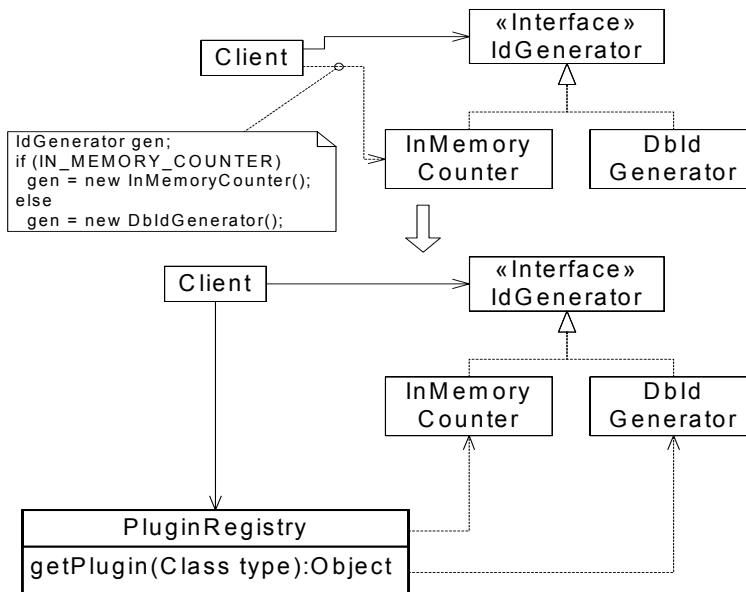 «Interface»
IdGenerator
Client
IdGenerator gen;
if (IN_MEMORY_COUNTER)
gen = new InMemoryCounter();
else
gen = new DbIdGenerator();
InMemory
Counter
DbId
Generator
«Interface»
IdGenerator
Client
InMemory
Counter
DbId
Generator
PluginRegistry
getPlugin(Class type):Object